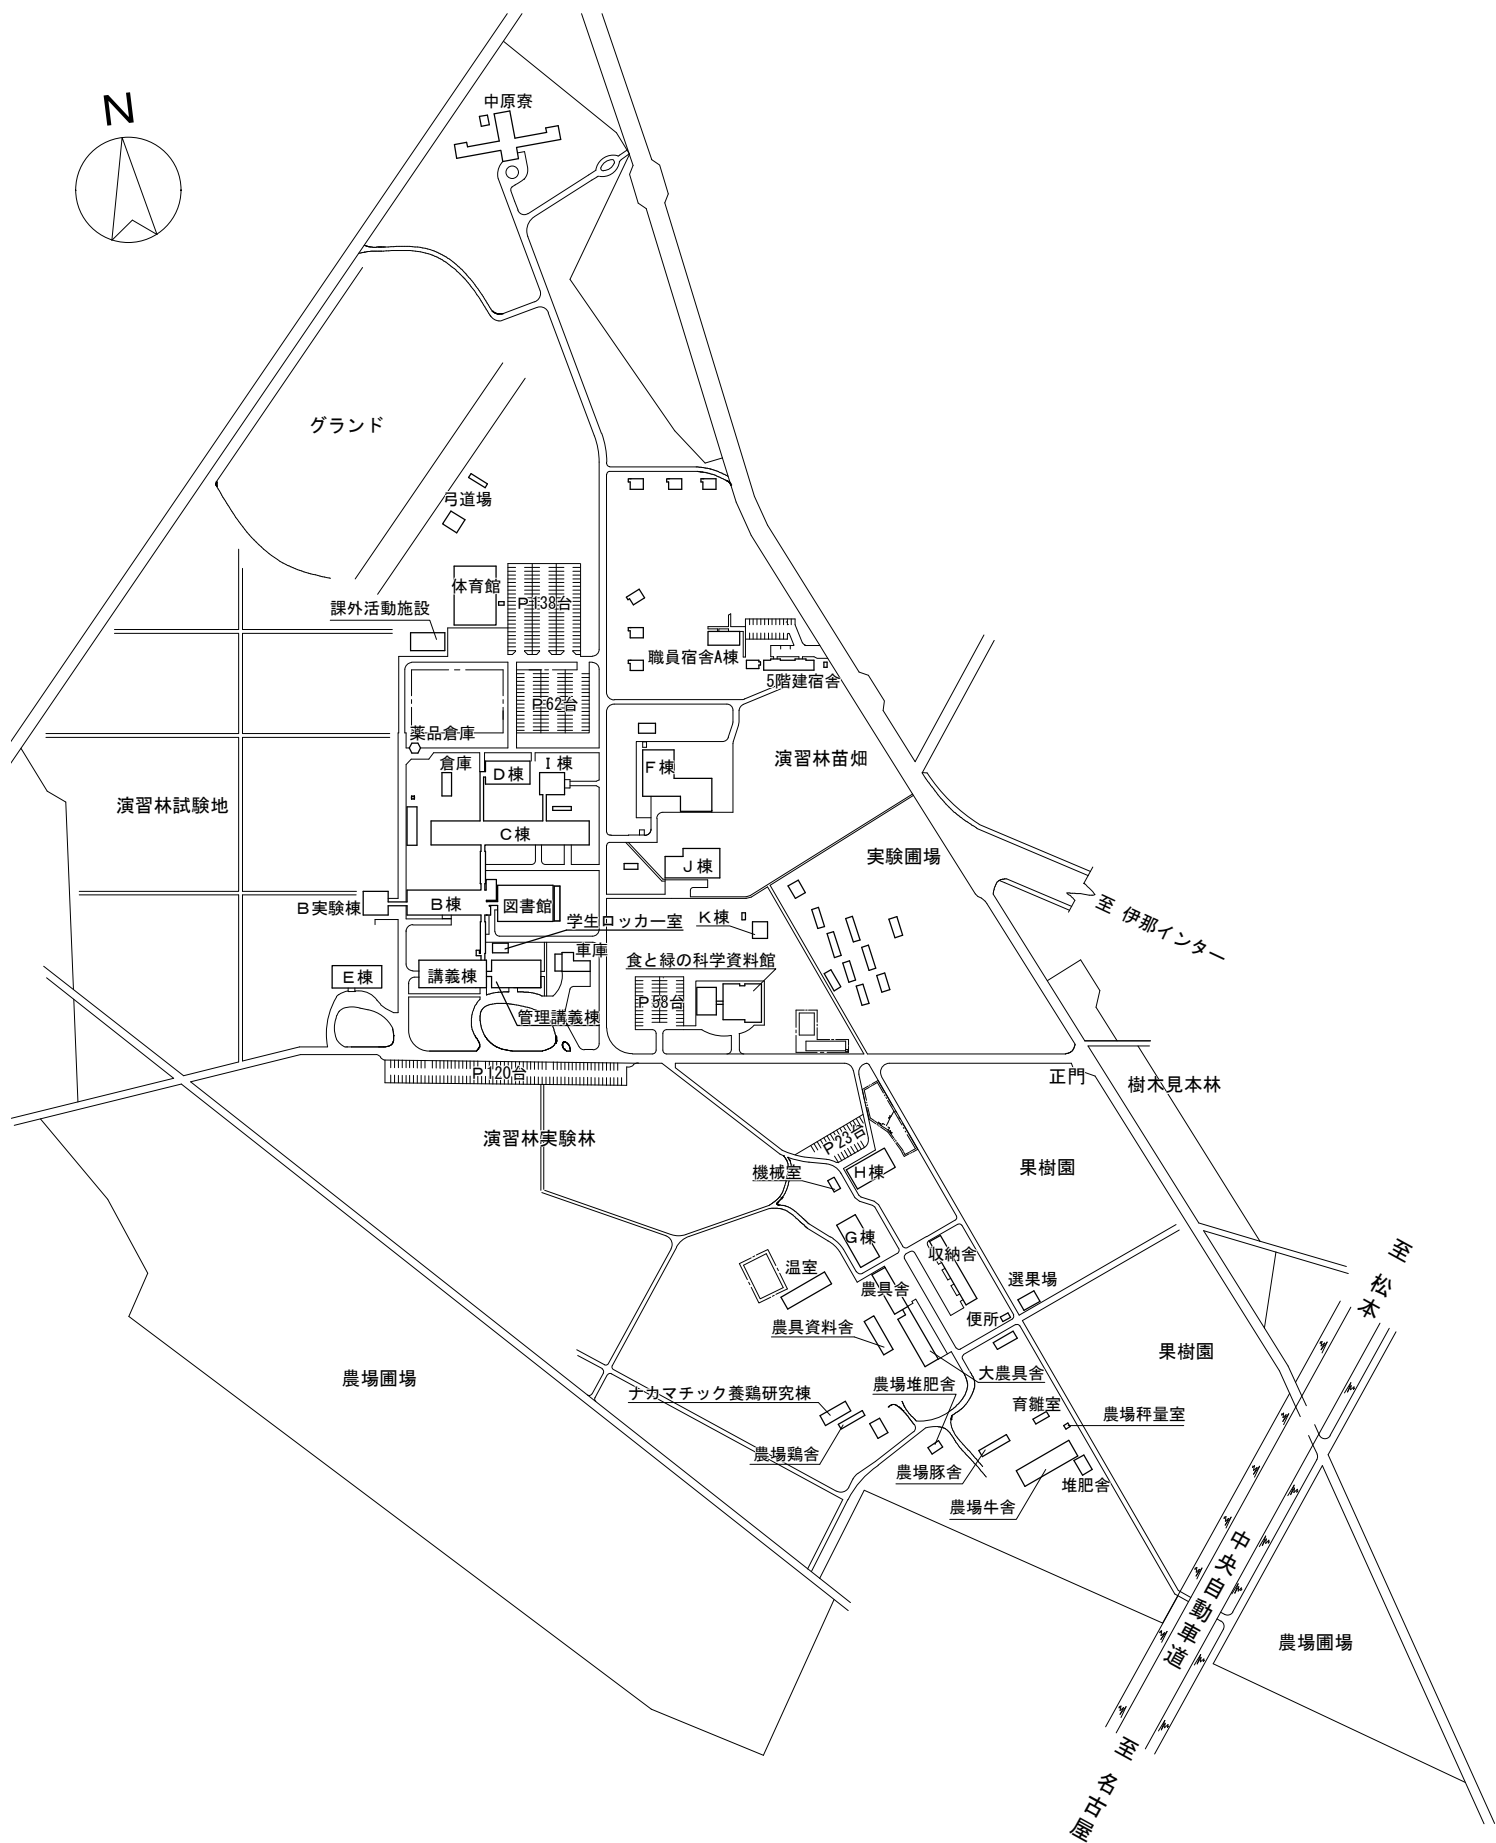 N
中原寮
グランド
弓道場
体育館
P 138台
課外活動施設
職員宿舎A棟
5階建宿舎
P 62台
薬品倉庫
倉庫
D棟
I棟
F棟
演習林苗畑
演習林試験地
C棟
J棟
実験圃場
B実験棟
B棟
図書館
学生ロッカー室
K棟
至 伊那インター
車庫
食と緑の科学資料館
E棟
講義棟
P 58台
管理講義棟
P 120台
正門
樹木見本林
演習林実験林
P 23台
機械室
H棟
果樹園
G棟
収納舎
温室
選果場
農具舎
便所
農具資料舎
至 松本
果樹園
農場圃場
大農具舎
農場堆肥舎
ナカマチック養鶏研究棟
育雛室
農場秤量室
農場鶏舎
農場豚舎
堆肥舎
農場牛舎
中央自動車道
農場圃場
至 名古屋